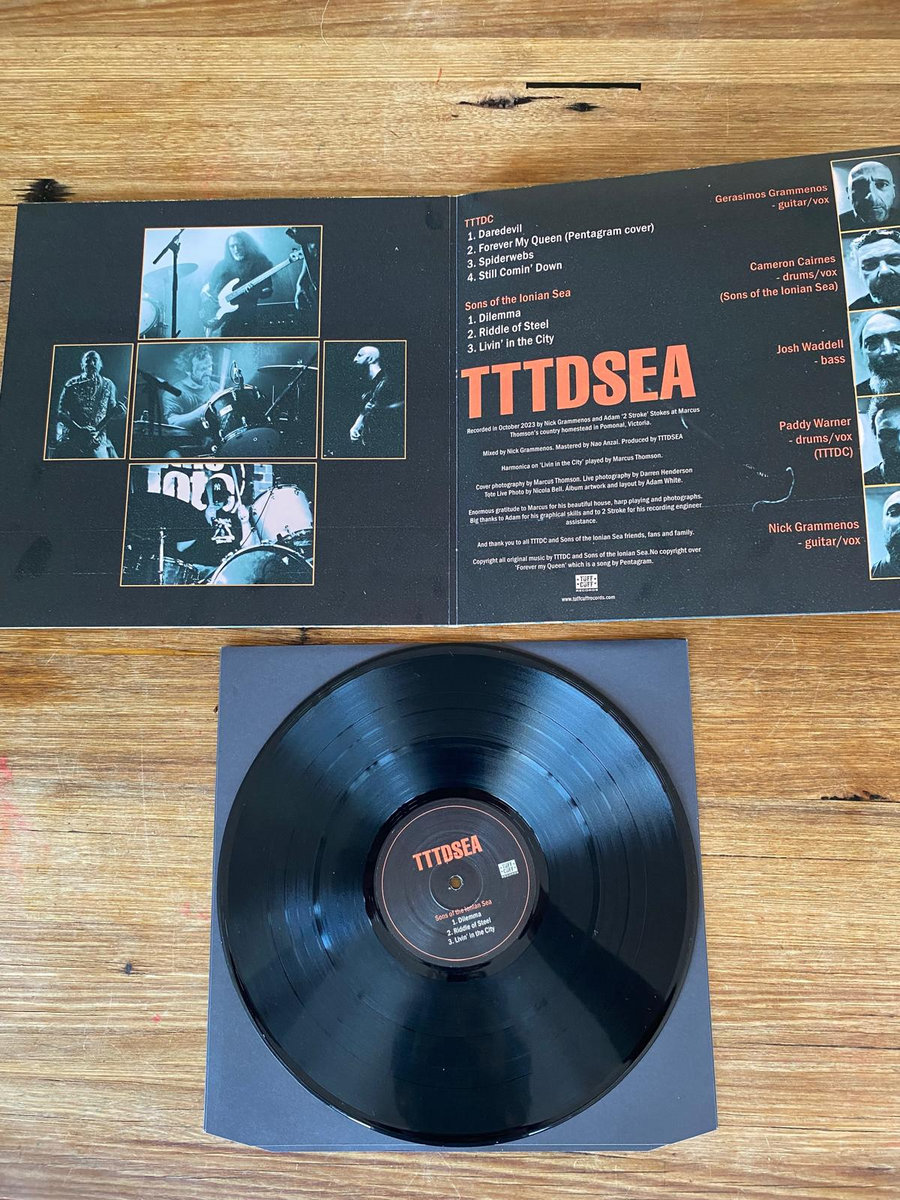 TTTDC
1. Daredevil
2. Forever My Queen (Pentagram cover)
3. Spiderwebs
4. Still Comin' Down
Sons of the Ionian Sea
1. Dilemma
2. Riddle of Steel
3. Livin' in the City
TTTDSEA
Recorded in October 2023 by Nick Grammenos and Adam '2 Stroke' Stokes at Marcus
Thomson's country homestead in Pomonal, Victoria.
Mixed by Nick Grammenos. Mastered by Nao Anzai. Produced by TTTDSEA
Harmonica on 'Livin in the City' played by Marcus Thomson.
Cover photography by Marcus Thomson. Live photography by Darren Henderson
Tote Live Photo by Nicola Bell. Album artwork and layout by Adam White.
Enormous gratitude to Marcus for his beautiful house, harp playing and photographs.
Big thanks to Adam for his graphical skills and to 2 Stroke for his recording engineer
assistance.
And thank you to all TTTDC and Sons of the Ionian Sea friends, fans and family.
Copyright all original music by TTTDC and Sons of the Ionian Sea.No copyright over
'Forever my Queen' which is a song by Pentagram.
TUFF
CUFF
RECORDS
www.tuffcuffrecords.com
Gerasimos Grammenos
- guitar/vox
Cameron Cairnes
- drums/vox
(Sons of the Ionian Sea)
Josh Waddell
- bass
Paddy Warner
- drums/vox
(TTTDC)
Nick Grammenos
- guitar/vox
TTTDSEA
TUFF
CUFF
RECORDS
Sons of the Ionian Sea
1. Dilemma
2. Riddle of Steel
3. Livin' in the City